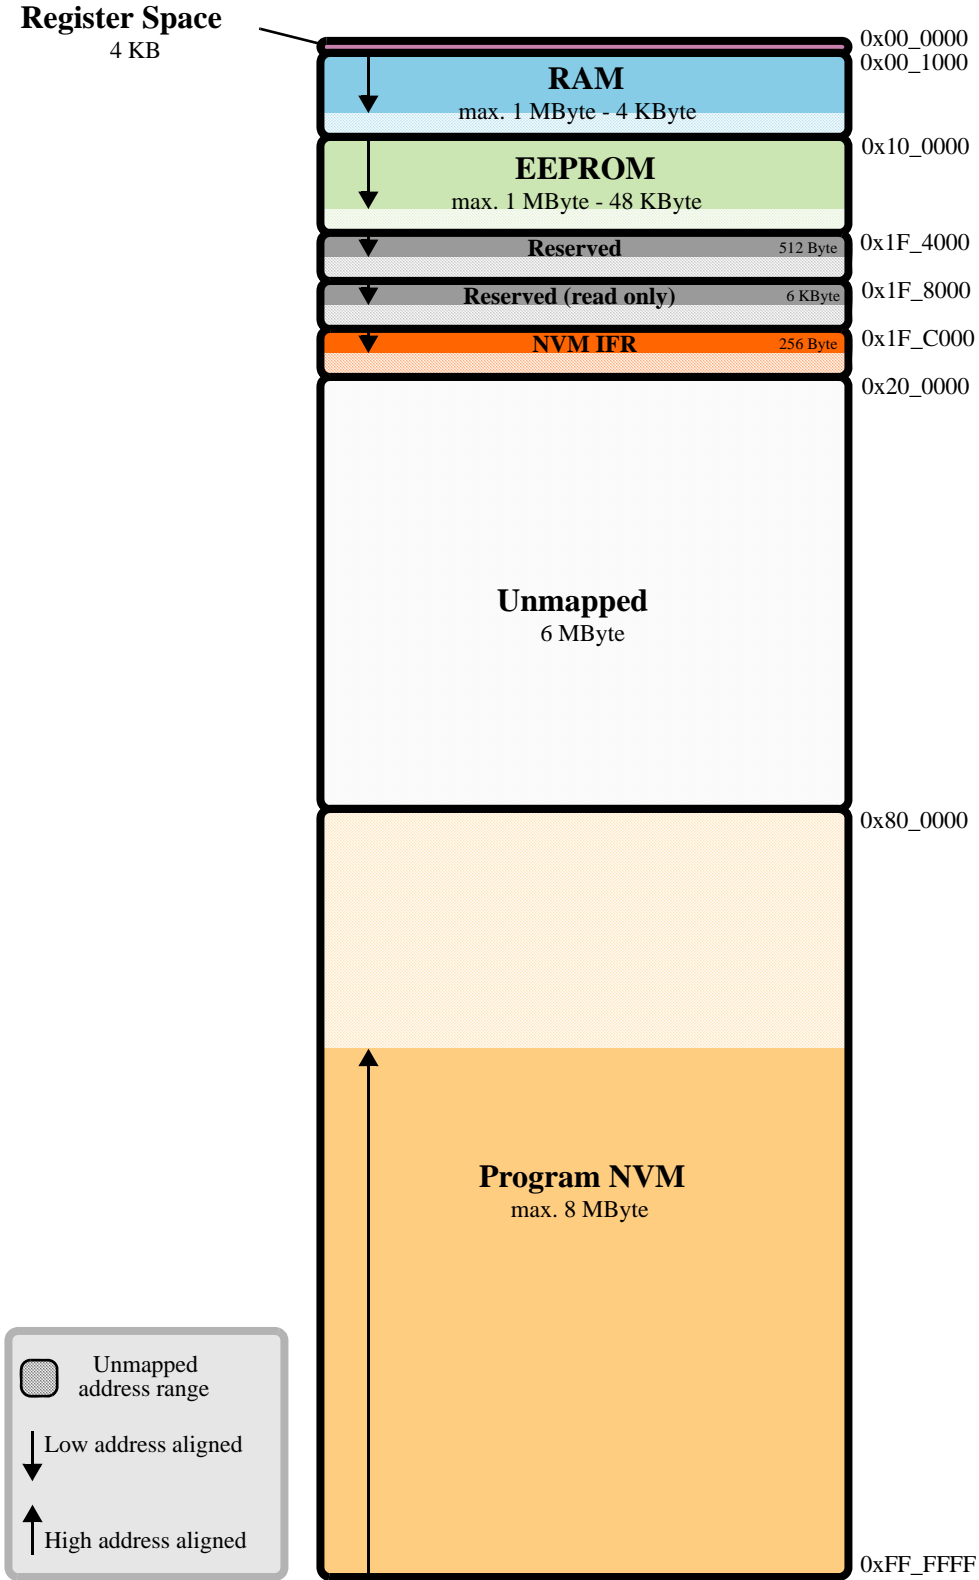 Register Space
4 KB
0x00_0000
0x00_1000
RAM
max. 1 MByte - 4 KByte
0x10_0000
EEPROM
max. 1 MByte - 48 KByte
0x1F_4000
Reserved
512 Byte
0x1F_8000
Reserved (read only)
6 KByte
0x1F_C000
NVM IFR
256 Byte
0x20_0000
Unmapped
6 MByte
0x80_0000
Program NVM
max. 8 MByte
Unmapped
address range
Low address aligned
High address aligned
0xFF_FFFF